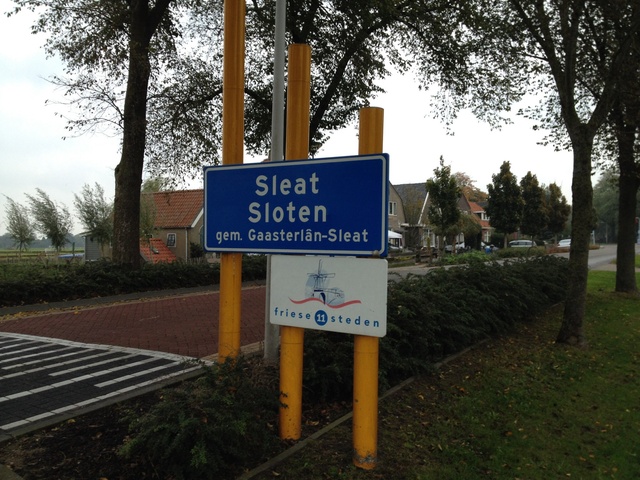 Sleat
Sloten
gem. Gaasterlân-Sleat
friese 11 steden